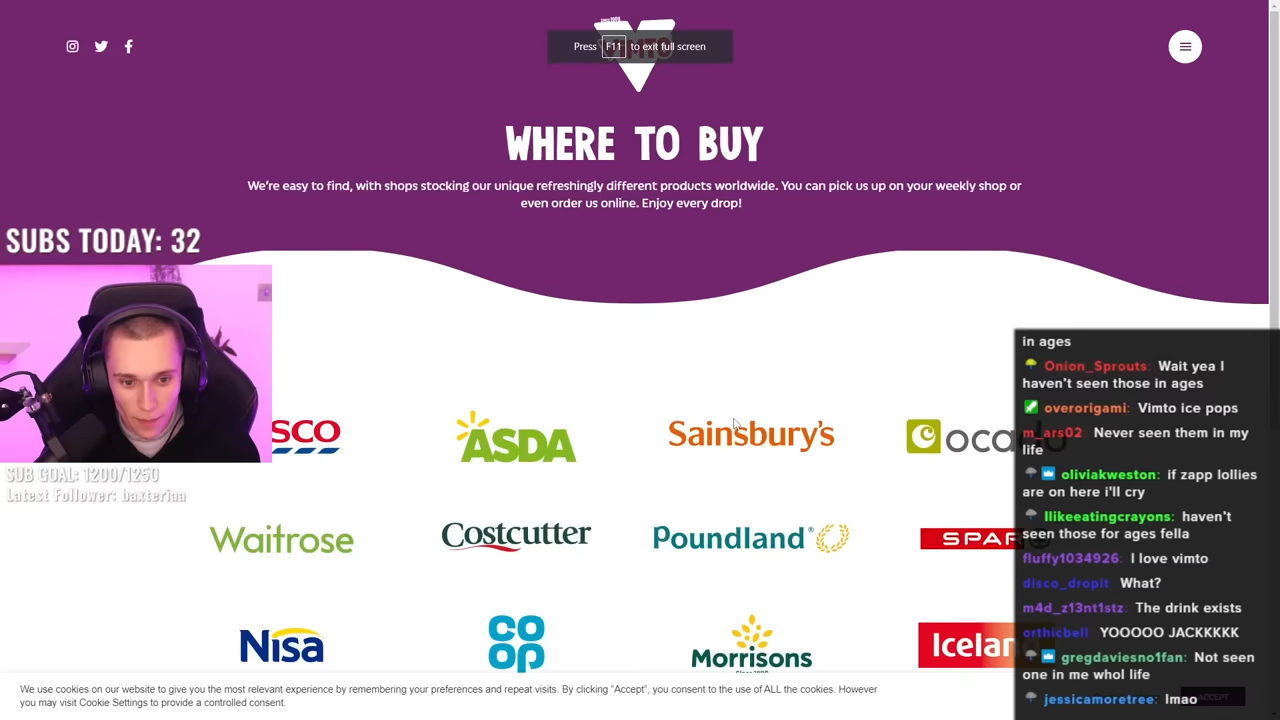 Press F11 to exit full screen
VIMTO
WHERE TO BUY
We're easy to find, with shops stocking our unique refreshingly different products worldwide. You can pick us up on your weekly shop or
even order us online. Enjoy every drop!
SUBS TODAY: 32
SUB GOAL: 1200/1250
Latest Follower: baxteriaa
SCO
ASDA
Sainsbury's
ocado
Waitrose
Costcutter
Poundland®
SPAR
Nisa
CO
OP
Morrisons
Since 1899
Iceland
in ages
Onion_Sprouts: Wait yea I
haven't seen those in ages
overorigami: Vimto ice pops
m_ars02: Never seen them in my
life
oliviakweston: if zapp lollies
are on here i'll cry
llikeeatingcrayons: haven't
seen those for ages fella
fluffy1034926: I love vimto
disco_dropit: What?
m4d_z13nt1stz: The drink exists
orthicbell: YOOOOO JACKKKKK
gregdaviesno1fan: Not seen
one in me whol life
jessicamoretree: lmao
We use cookies on our website to give you the most relevant experience by remembering your preferences and repeat visits. By clicking "Accept", you consent to the use of ALL the cookies. However
you may visit Cookie Settings to provide a controlled consent.
ACCEPT